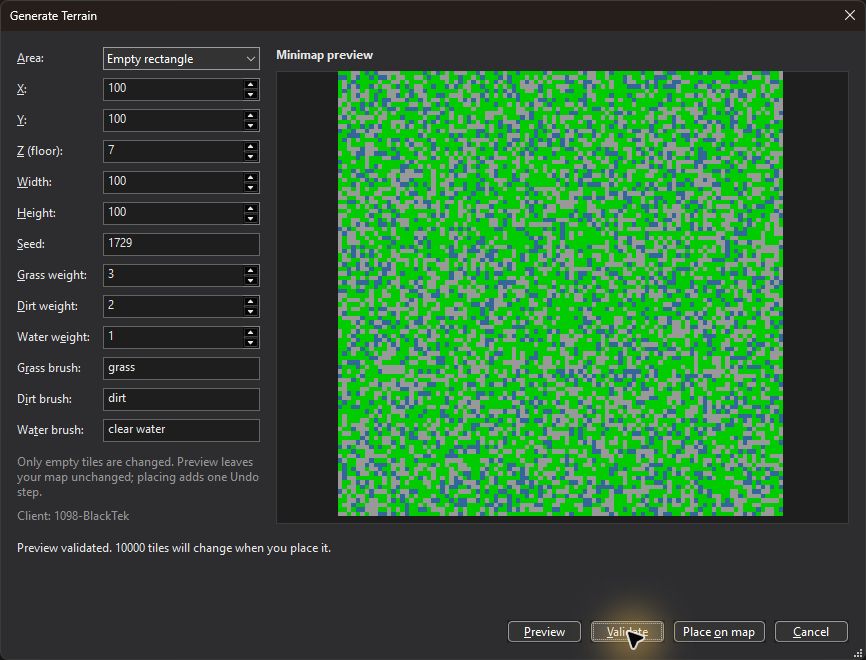 Generate Terrain
Area: Empty rectangle
Minimap preview
X: 100
Y: 100
Z (floor): 7
Width: 100
Height: 100
Seed: 1729
Grass weight: 3
Dirt weight: 2
Water weight: 1
Grass brush: grass
Dirt brush: dirt
Water brush: clear water
Only empty tiles are changed. Preview leaves
your map unchanged; placing adds one Undo
step.
Client: 1098-BlackTek
Preview validated. 10000 tiles will change when you place it.
Preview Validate Place on map Cancel